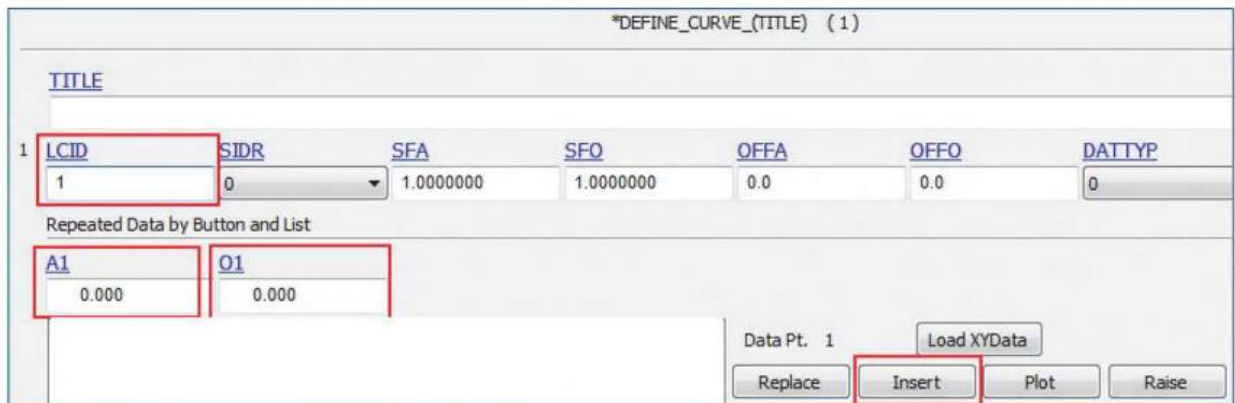 *DEFINE_CURVE_(TITLE) (1)
TITLE
1 LCID SIDR SFA SFO OFFA OFFO DATTYP
1 0 1.0000000 1.0000000 0.0 0.0 0
Repeated Data by Button and List
A1 O1
0.000 0.000
Data Pt. 1 Load XYData
Replace Insert Plot Raise